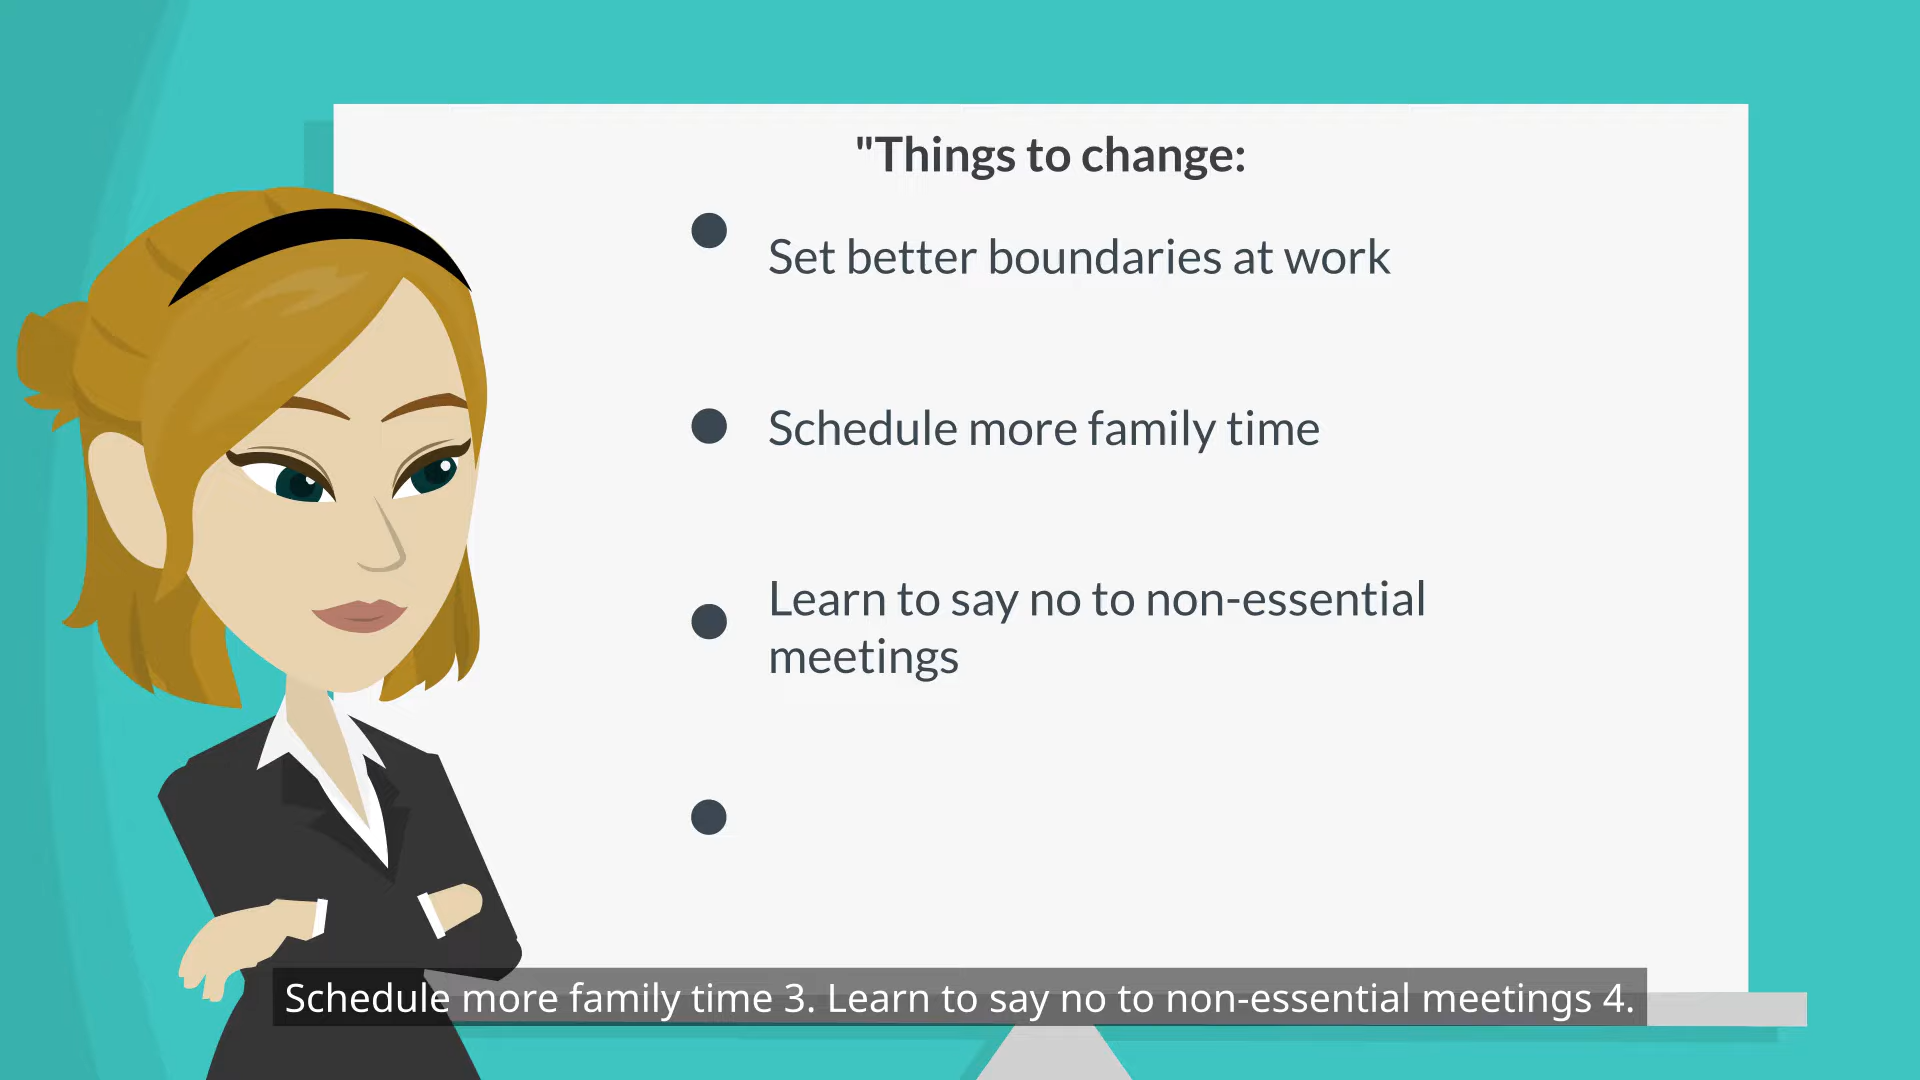 "Things to change:
Set better boundaries at work
Schedule more family time
Learn to say no to non-essential
meetings
Schedule more family time 3. Learn to say no to non-essential meetings 4.